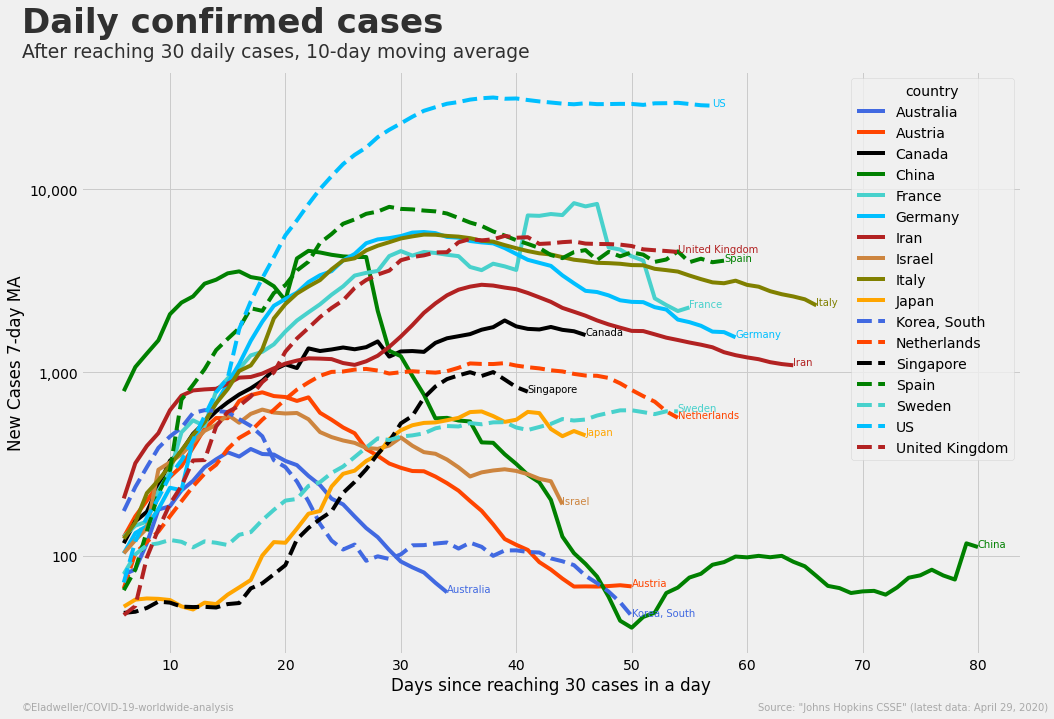 Daily confirmed cases
After reaching 30 daily cases, 10-day moving average
New Cases 7-day MA
10,000
1,000
100
US
United Kingdom
Spain
Italy
France
Germany
Canada
Iran
Singapore
Sweden
Netherlands
Japan
Israel
China
Austria
Australia
Korea, South
country
Australia
Austria
Canada
China
France
Germany
Iran
Israel
Italy
Japan
Korea, South
Netherlands
Singapore
Spain
Sweden
US
United Kingdom
10 20 30 40 50 60 70 80
Days since reaching 30 cases in a day
©Eladweller/COVID-19-worldwide-analysis
Source: "Johns Hopkins CSSE" (latest data: April 29, 2020)